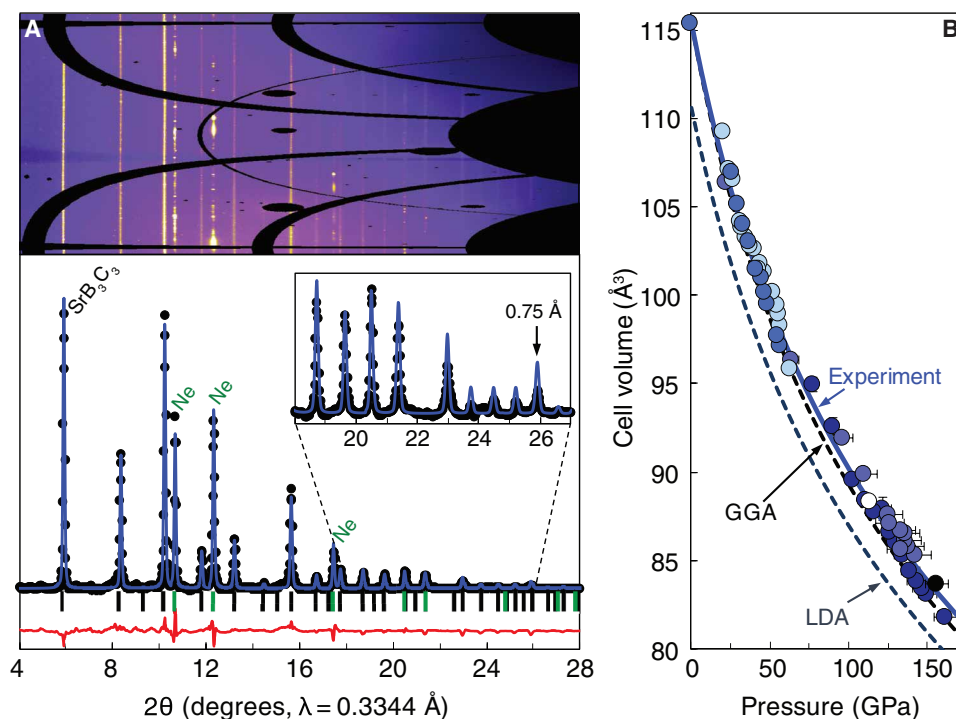 A
SrB₃C₃
Ne
Ne
Ne
0.75 Å
20 22 24 26
4 8 12 16 20 24 28
2θ (degrees, λ = 0.3344 Å)
B
115
110
105
100
95
90
85
80
Cell volume (Å³)
Experiment
GGA
LDA
0 50 100 150
Pressure (GPa)